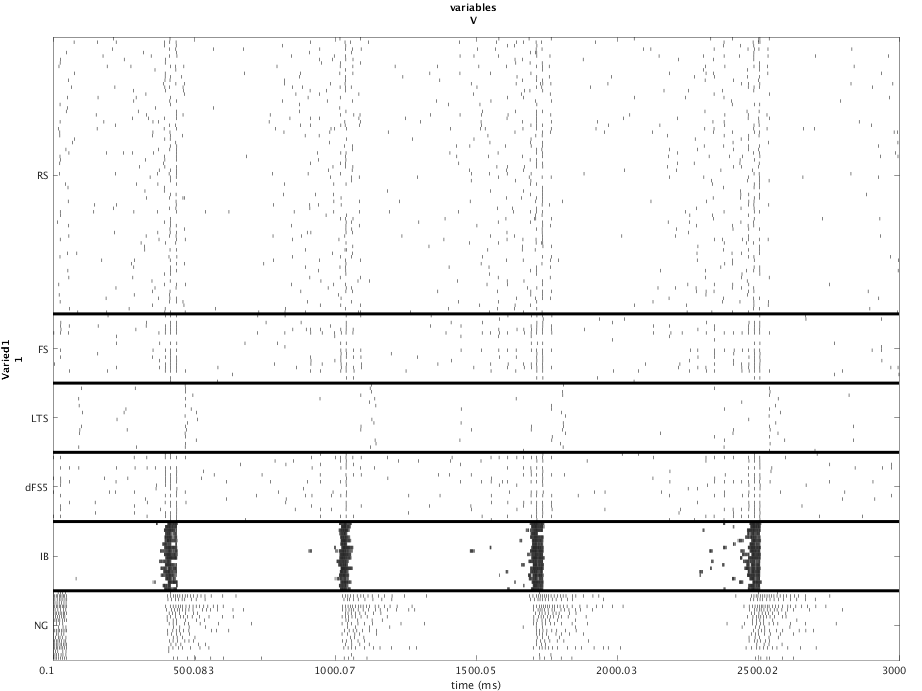 variables
V
RS
FS
LTS
dFS5
IB
NG
Varied1
1
0.1 500.083 1000.07 1500.05 2000.03 2500.02 3000
time (ms)